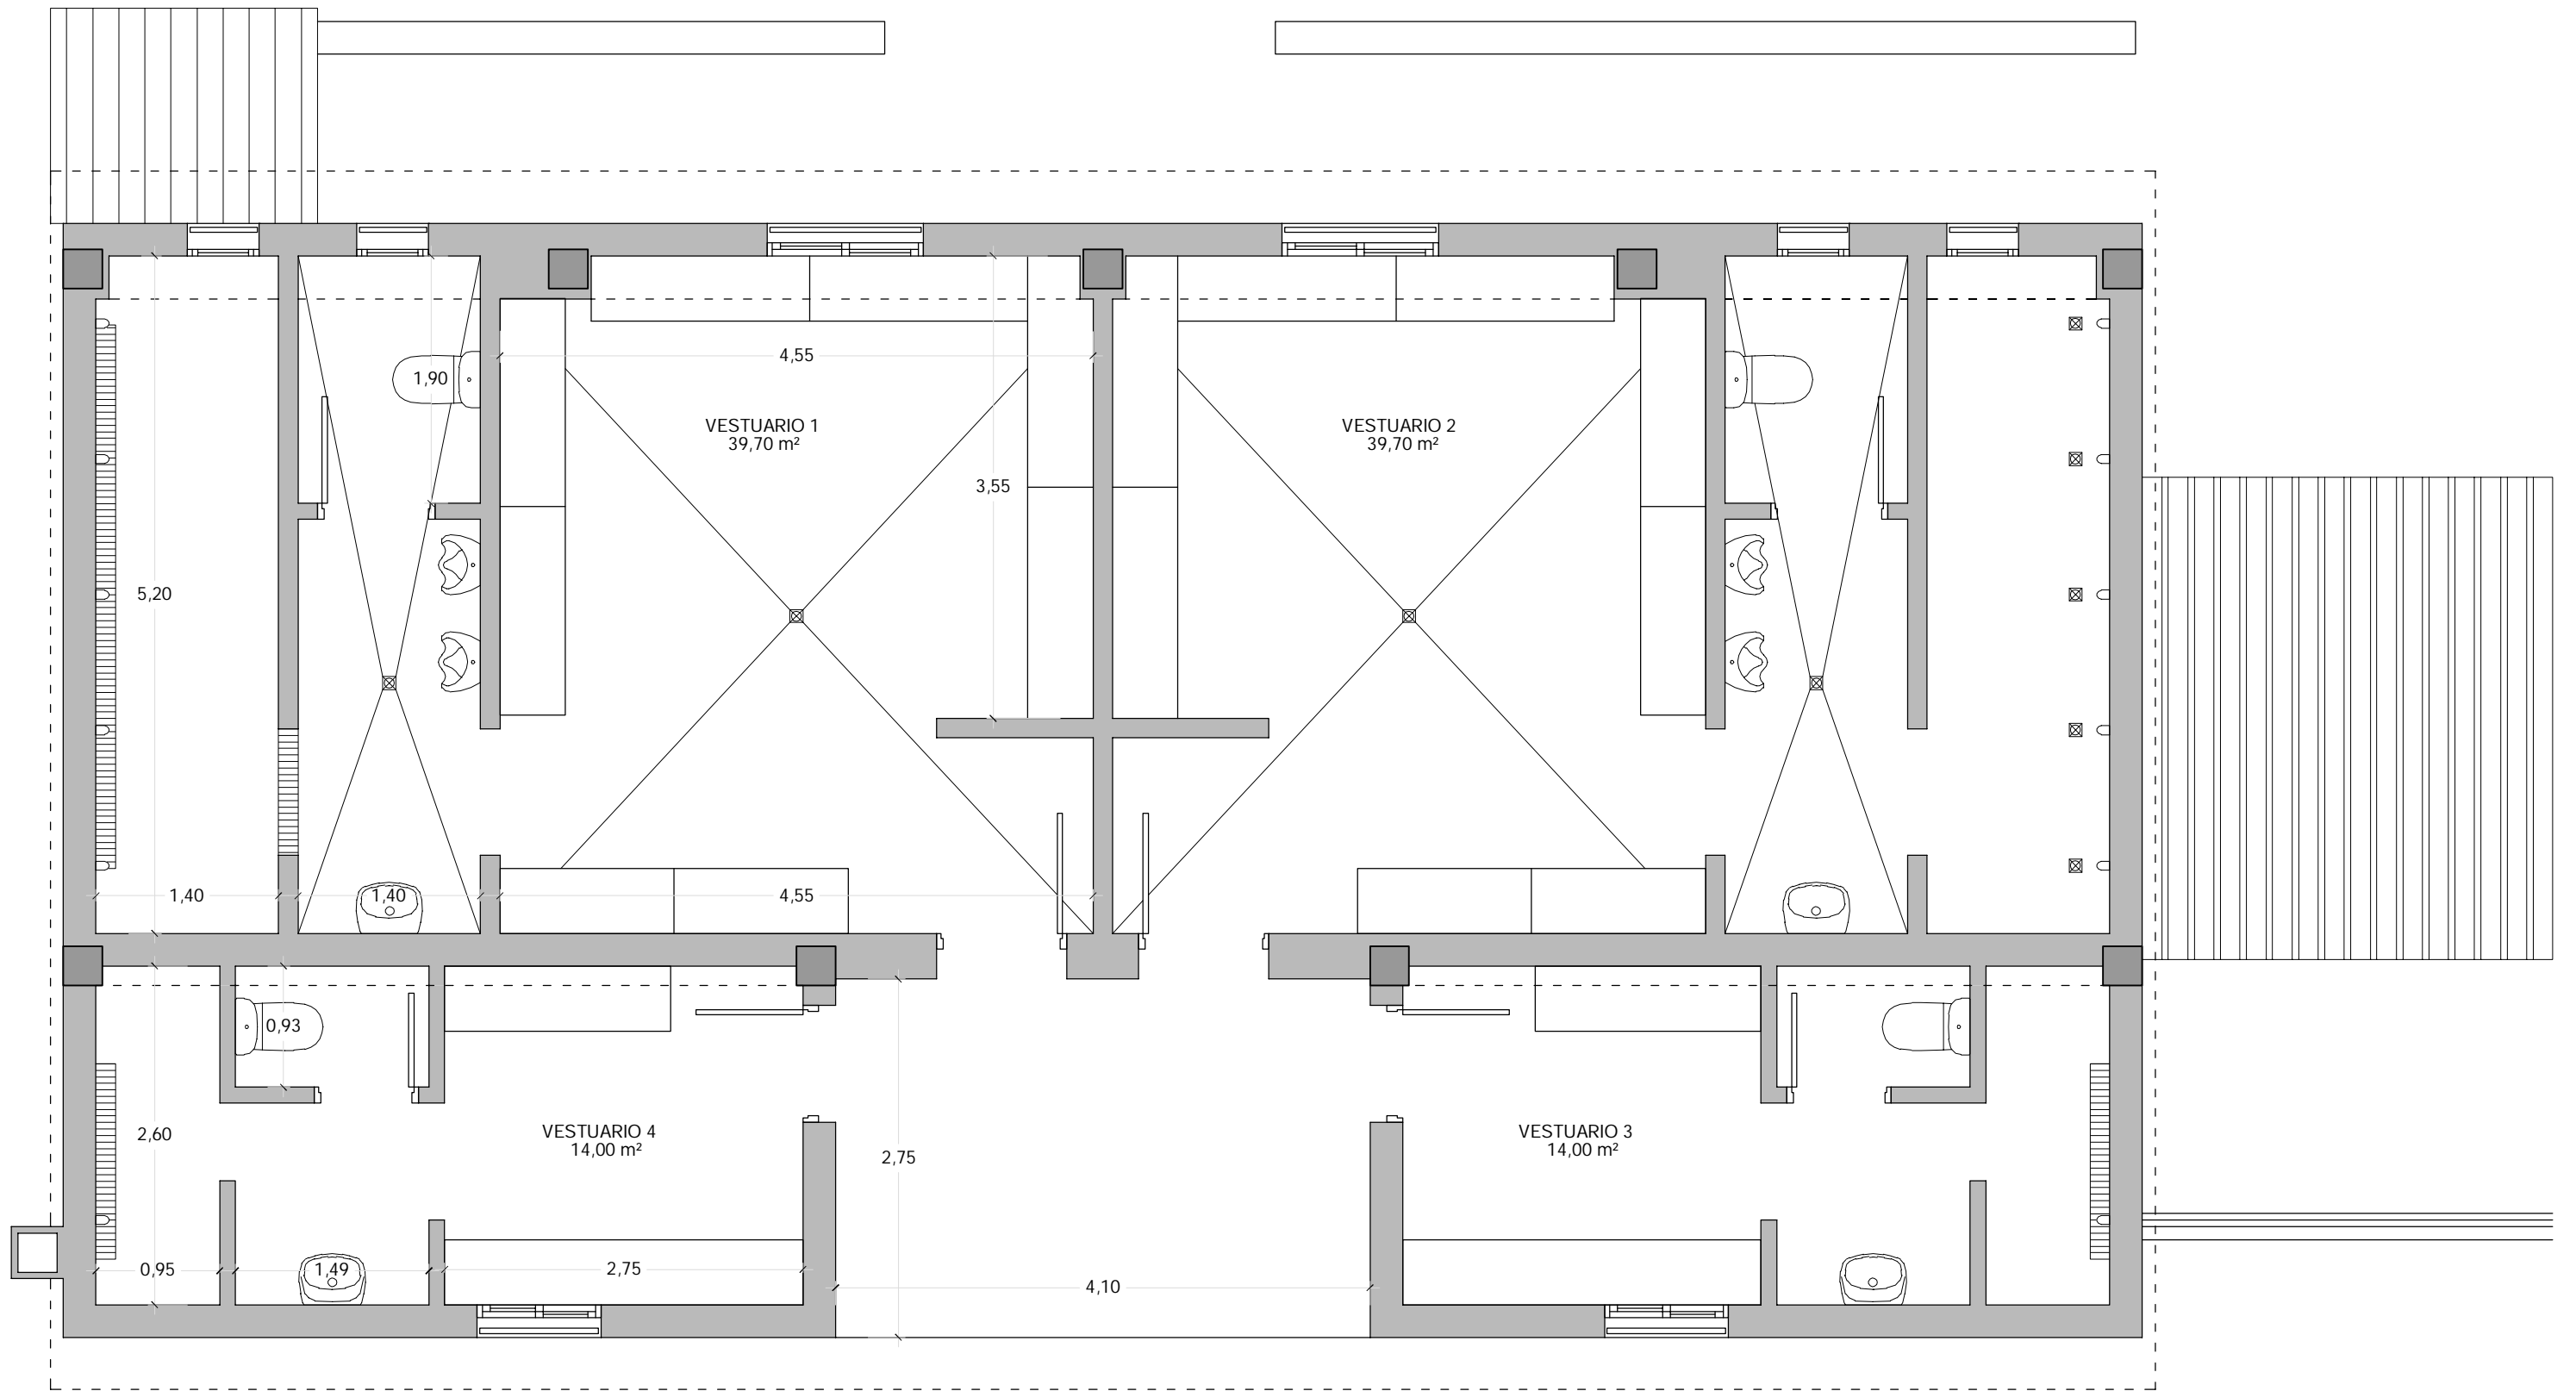 4,55
1,90
VESTUARIO 1
39,70 m²
VESTUARIO 2
39,70 m²
3,55
5,20
1,40
1,40
4,55
0,93
2,60
VESTUARIO 4
14,00 m²
VESTUARIO 3
14,00 m²
2,75
0,95
1,49
2,75
4,10